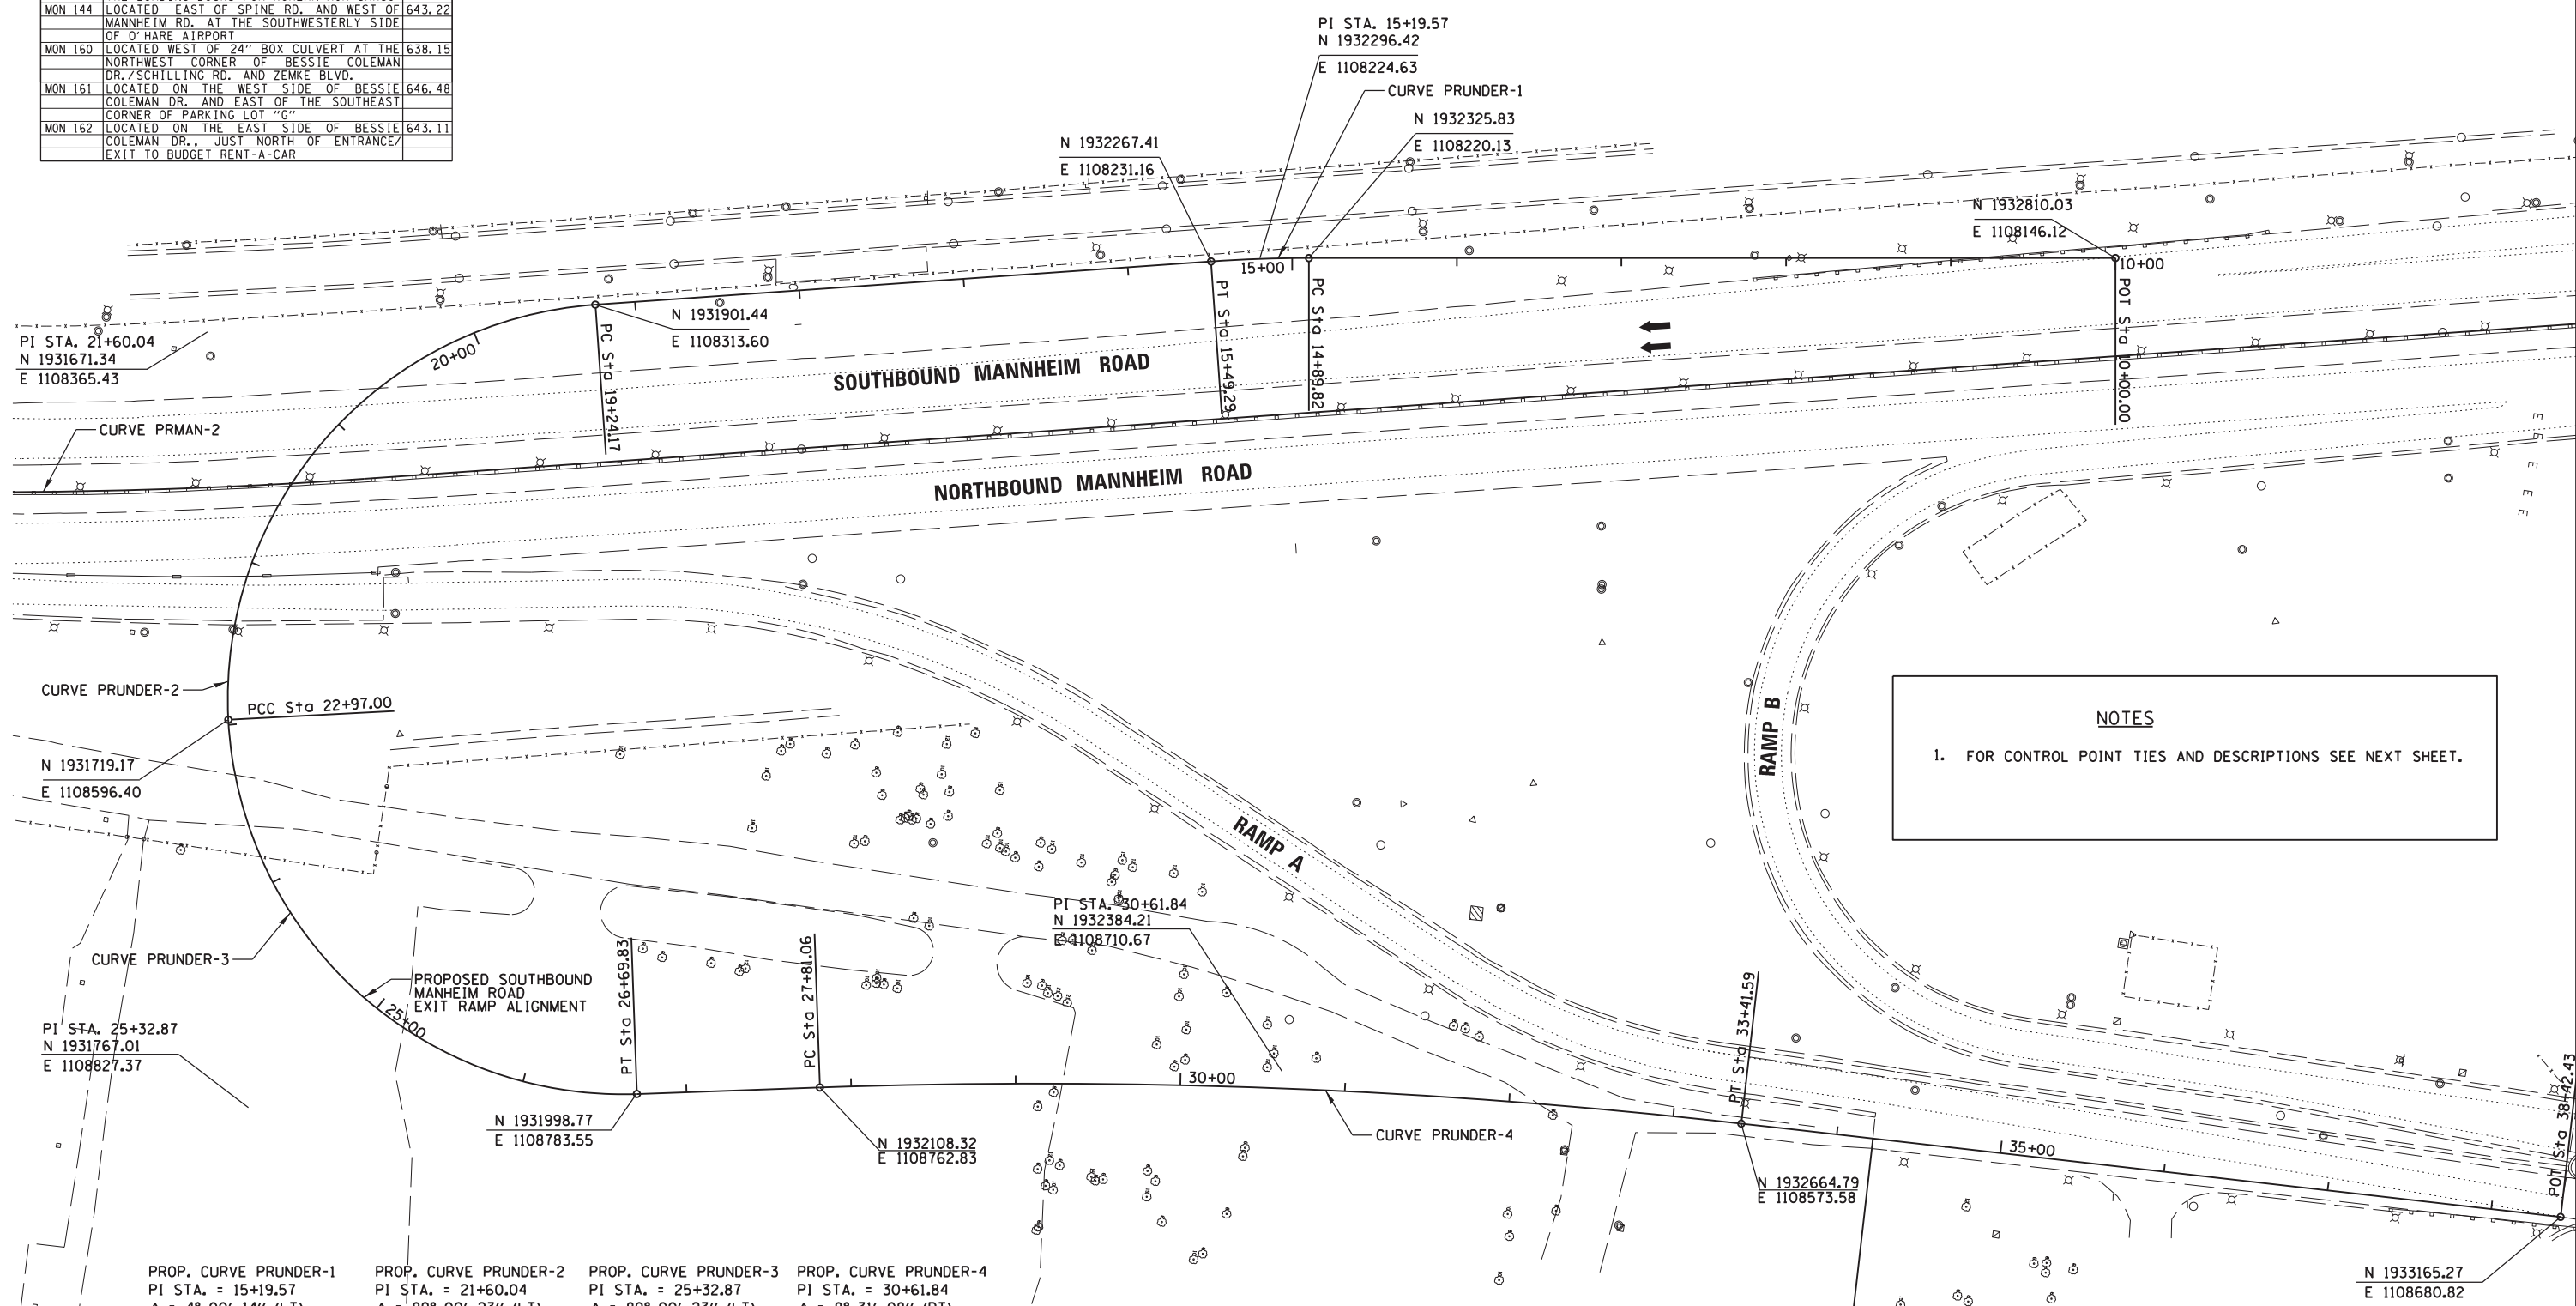 MON 144 LOCATED EAST OF SPINE RD. AND WEST OF 643.22
MANNHEIM RD. AT THE SOUTHWESTERLY SIDE
OF O'HARE AIRPORT
MON 160 LOCATED WEST OF 24" BOX CULVERT AT THE 638.15
NORTHWEST CORNER OF BESSIE COLEMAN
DR./SCHILLING RD. AND ZEMKE BLVD.
MON 161 LOCATED ON THE WEST SIDE OF BESSIE 646.48
COLEMAN DR. AND EAST OF THE SOUTHEAST
CORNER OF PARKING LOT "G"
MON 162 LOCATED ON THE EAST SIDE OF BESSIE 643.11
COLEMAN DR., JUST NORTH OF ENTRANCE/
EXIT TO BUDGET RENT-A-CAR
PI STA. 15+19.57
N 1932296.42
E 1108224.63
CURVE PRUNDER-1
N 1932325.83
E 1108220.13
N 1932267.41
E 1108231.16
N 1932810.03
E 1108146.12
15+00
10+00
PT Sta 15+49.29
PC Sta 14+89.82
POT Sta 10+00.00
N 1931901.44
E 1108313.60
PC Sta 19+24.17
20+00
PI STA. 21+60.04
N 1931671.34
E 1108365.43
SOUTHBOUND MANNHEIM ROAD
CURVE PRMAN-2
NORTHBOUND MANNHEIM ROAD
E
E
E
E
CURVE PRUNDER-2
PCC Sta 22+97.00
N 1931719.17
E 1108596.40
RAMP B
NOTES
1. FOR CONTROL POINT TIES AND DESCRIPTIONS SEE NEXT SHEET.
RAMP A
PI STA. 30+61.84
N 1932384.21
E 1108710.67
CURVE PRUNDER-3
PROPOSED SOUTHBOUND
MANHEIM ROAD
EXIT RAMP ALIGNMENT
25+00
PT Sta 26+69.83
PC Sta 27+81.06
PT Sta 33+41.59
PI STA. 25+32.87
N 1931767.01
E 1108827.37
30+00
N 1931998.77
E 1108783.55
N 1932108.32
E 1108762.83
CURVE PRUNDER-4
35+00
POT Sta 38+42.43
N 1932664.79
E 1108573.58
N 1933165.27
E 1108680.82
PROP. CURVE PRUNDER-1 PROP. CURVE PRUNDER-2 PROP. CURVE PRUNDER-3 PROP. CURVE PRUNDER-4
PI STA. = 15+19.57 PI STA. = 21+60.04 PI STA. = 25+32.87 PI STA. = 30+61.84